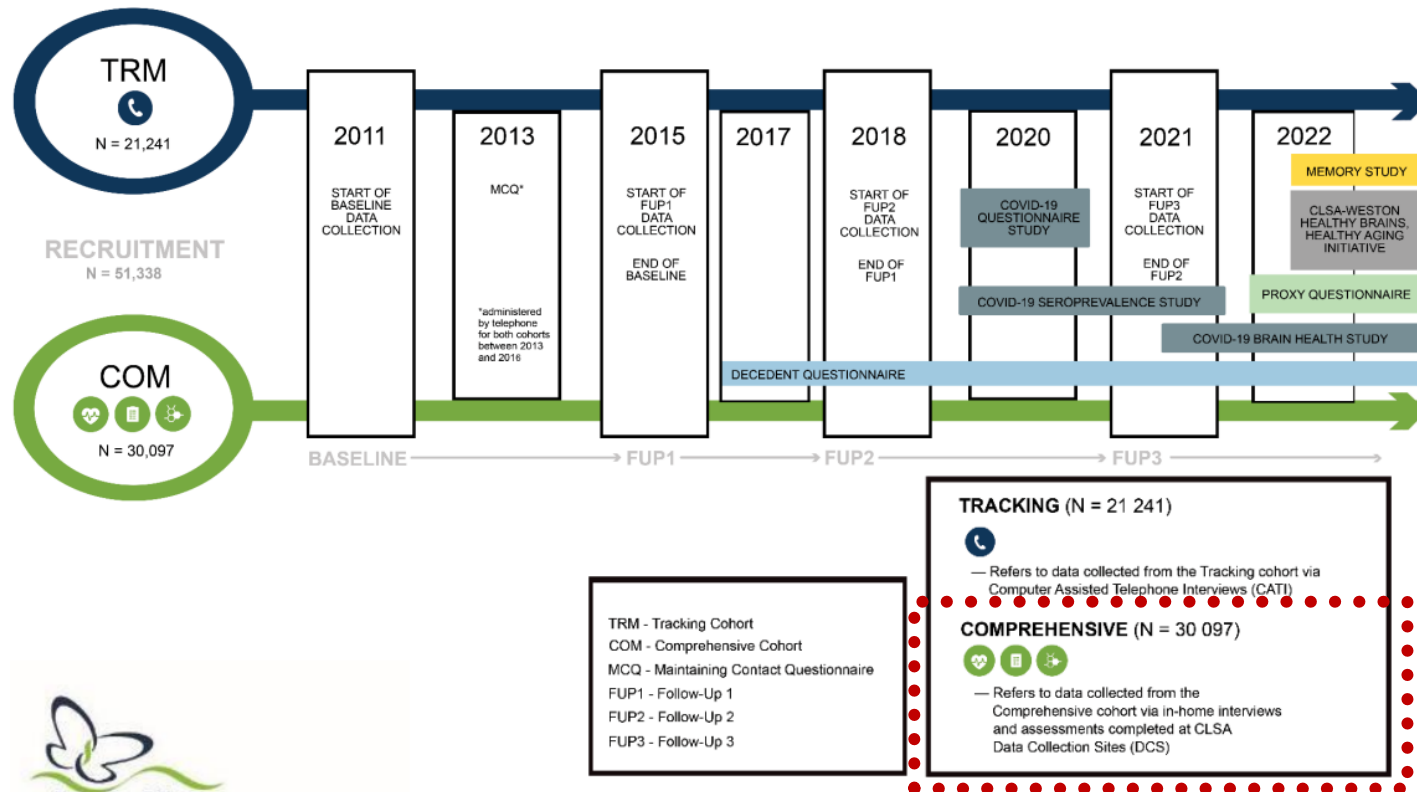 TRM
N = 21,241
RECRUITMENT
N = 51,338
COM
N = 30,097
2011
START OF
BASELINE
DATA
COLLECTION
2013
MCQ*
*administered
by telephone
for both cohorts
between 2013
and 2016
2015
START OF
FUP1
DATA
COLLECTION
END OF
BASELINE
2017
2018
START OF
FUP2
DATA
COLLECTION
END OF
FUP1
2020
COVID-19
QUESTIONNAIRE
STUDY
2021
START OF
FUP3
DATA
COLLECTION
END OF
FUP2
2022
MEMORY STUDY
CLSA-WESTON
HEALTHY BRAINS,
HEALTHY AGING
INITIATIVE
PROXY QUESTIONNAIRE
COVID-19 SEROPREVALENCE STUDY
COVID-19 BRAIN HEALTH STUDY
DECEDENT QUESTIONNAIRE
BASELINE
FUP1
FUP2
FUP3
TRM - Tracking Cohort
COM - Comprehensive Cohort
MCQ - Maintaining Contact Questionnaire
FUP1 - Follow-Up 1
FUP2 - Follow-Up 2
FUP3 - Follow-Up 3
TRACKING (N = 21 241)
— Refers to data collected from the Tracking cohort via
Computer Assisted Telephone Interviews (CATI)
COMPREHENSIVE (N = 30 097)
— Refers to data collected from the
Comprehensive cohort via in-home interviews
and assessments completed at CLSA
Data Collection Sites (DCS)